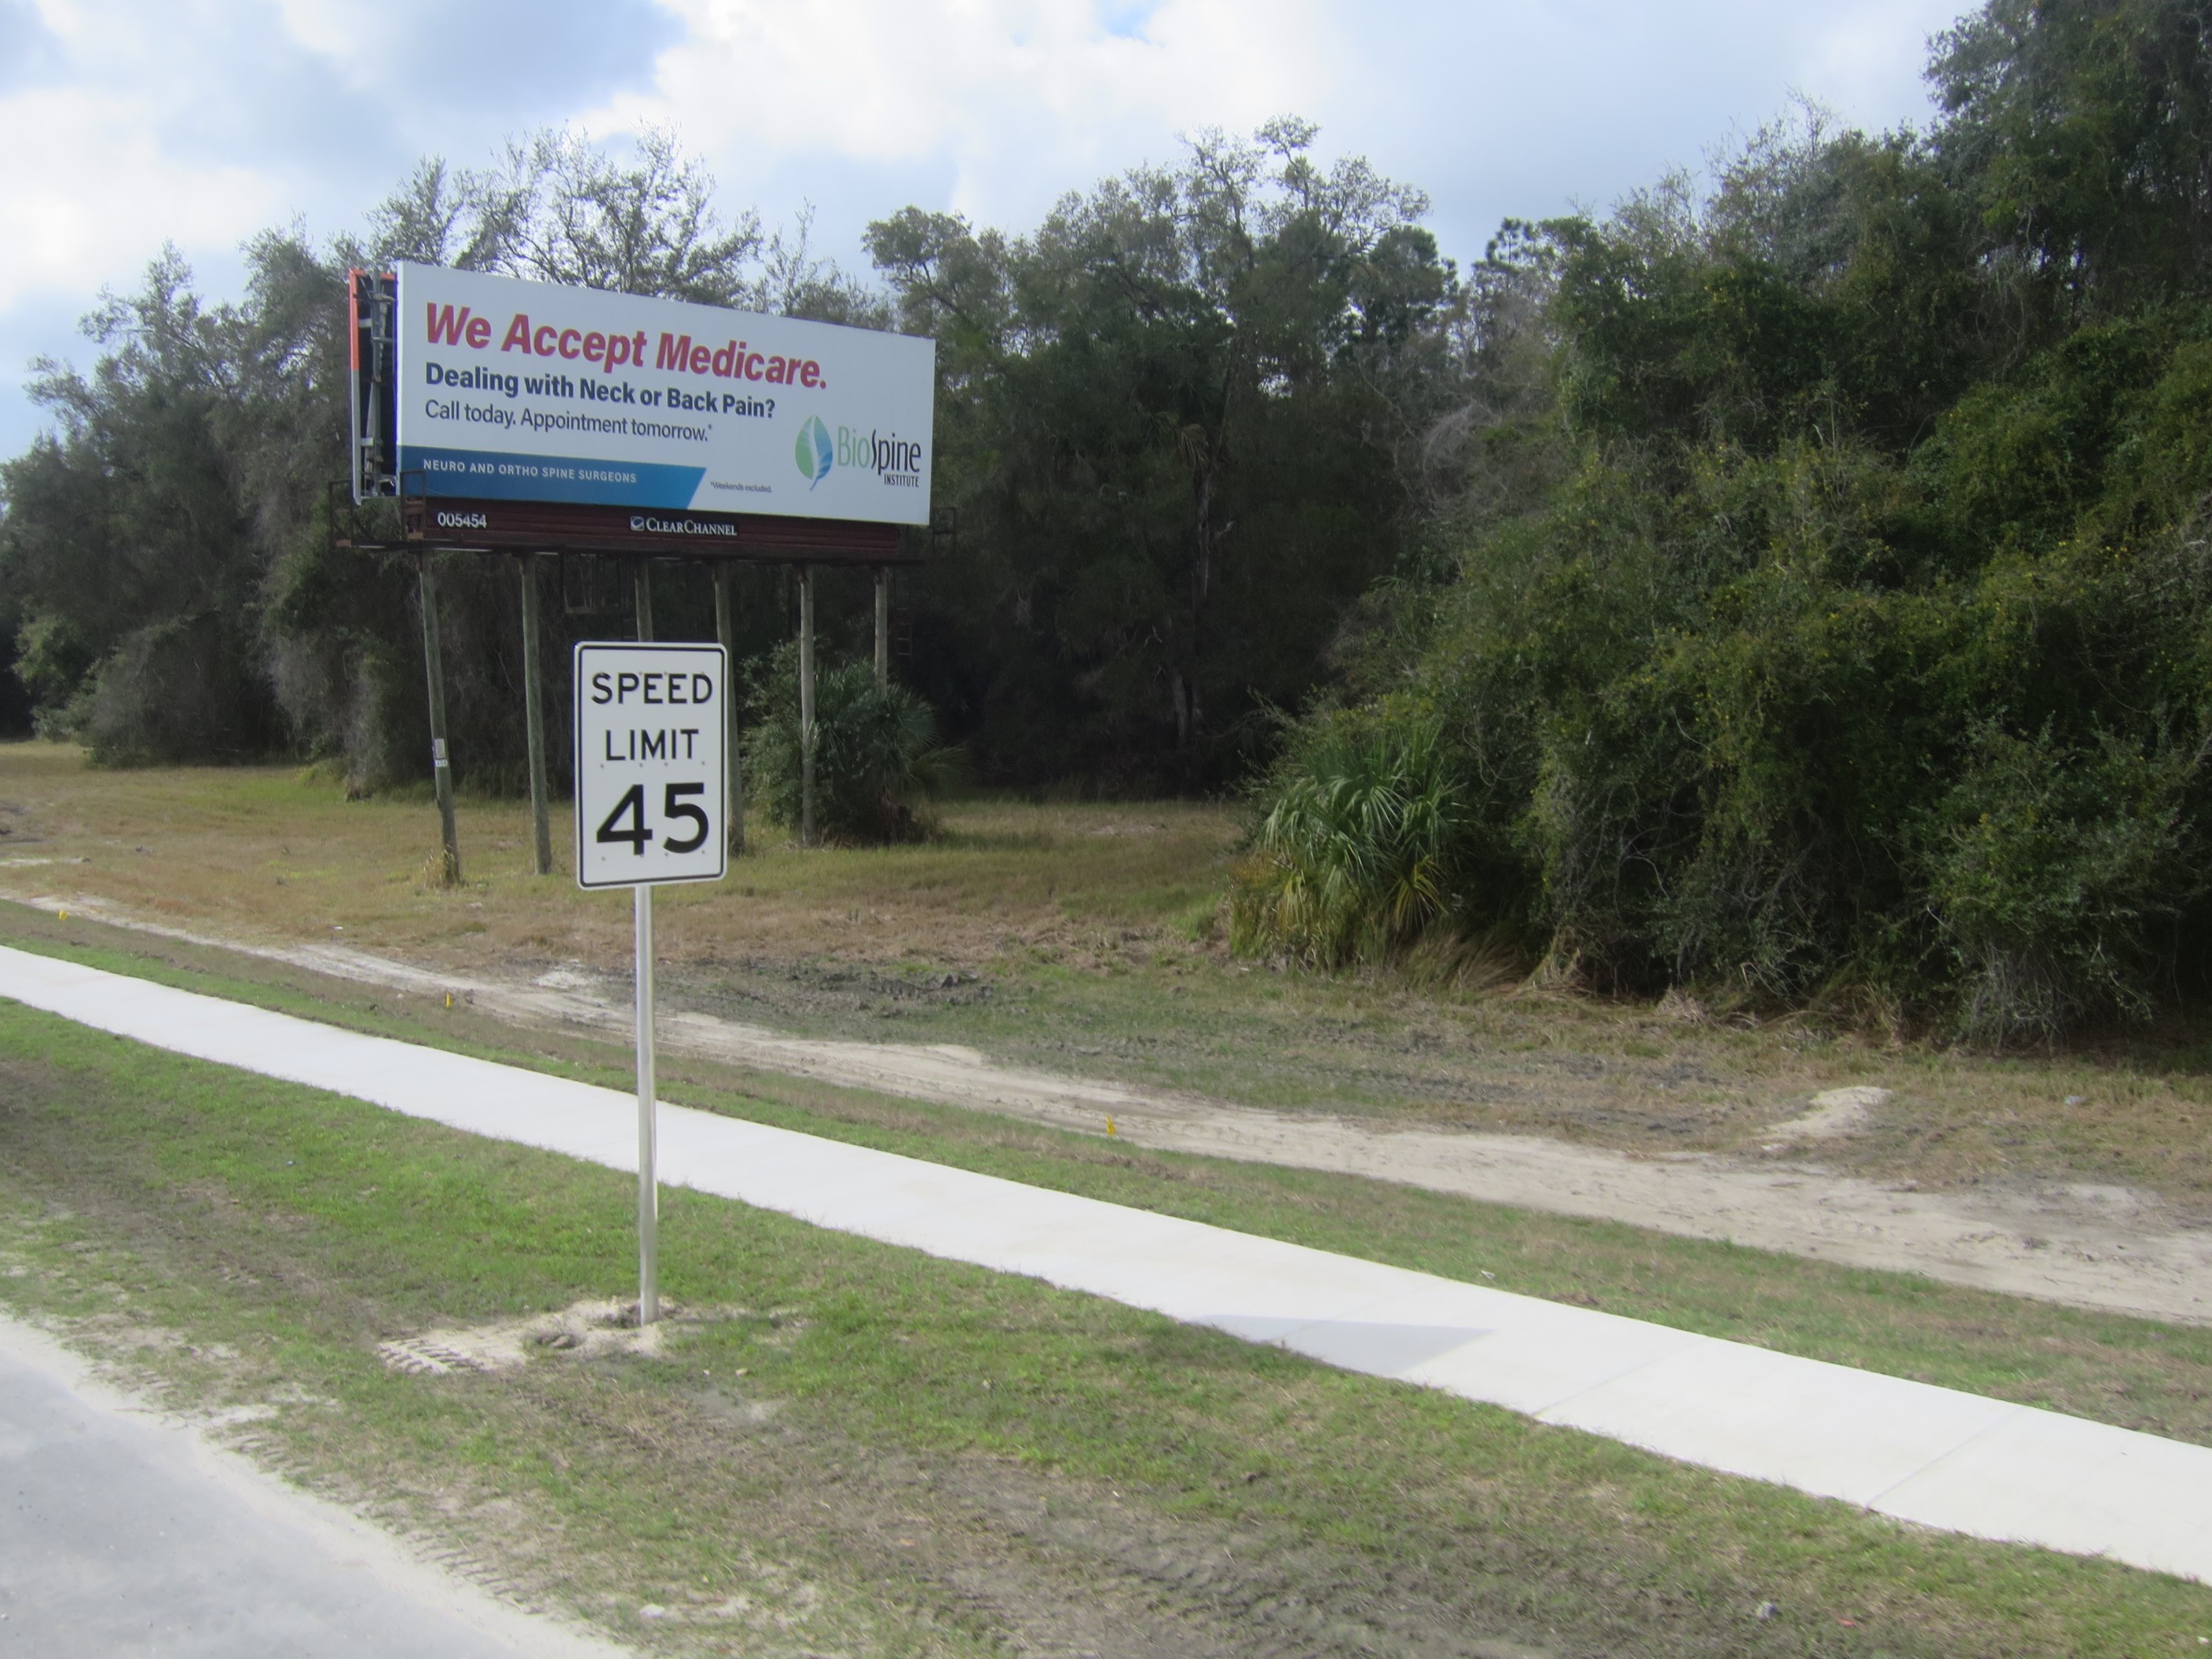 We Accept Medicare.
Dealing with Neck or Back Pain?
Call today. Appointment tomorrow.*
BioSpine
INSTITUTE
NEURO AND ORTHO SPINE SURGEONS
*Weekends excluded.
005454
CLEARCHANNEL
SPEED
LIMIT
45